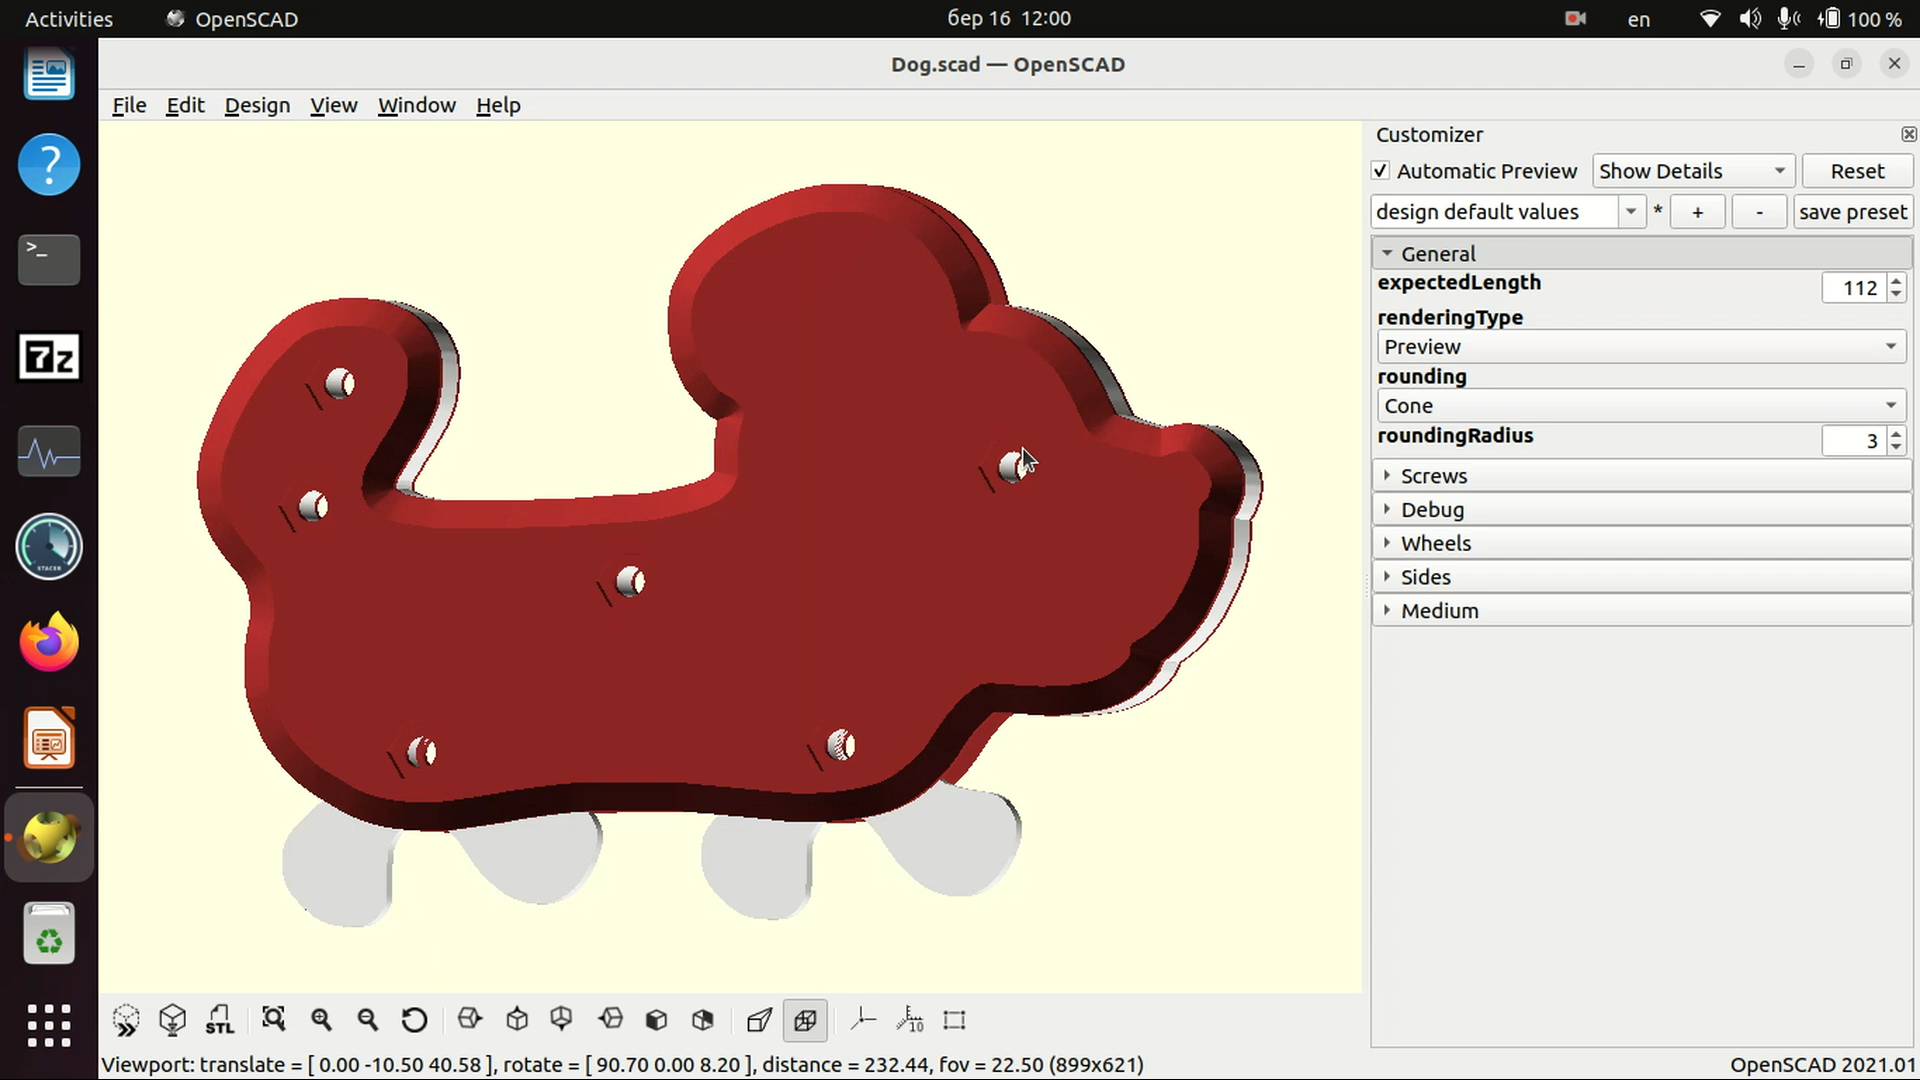 Activities OpenSCAD бер 16 12:00 en 100 %
Dog.scad — OpenSCAD
File Edit Design View Window Help
Customizer
Automatic Preview Show Details Reset
design default values * + - save preset
General
expectedLength 112
renderingType
Preview
rounding
Cone
roundingRadius 3
Screws
Debug
Wheels
Sides
Medium
?
>_
7z
STACER
STL
10
Viewport: translate = [ 0.00 -10.50 40.58 ], rotate = [ 90.70 0.00 8.20 ], distance = 232.44, fov = 22.50 (899x621) OpenSCAD 2021.01